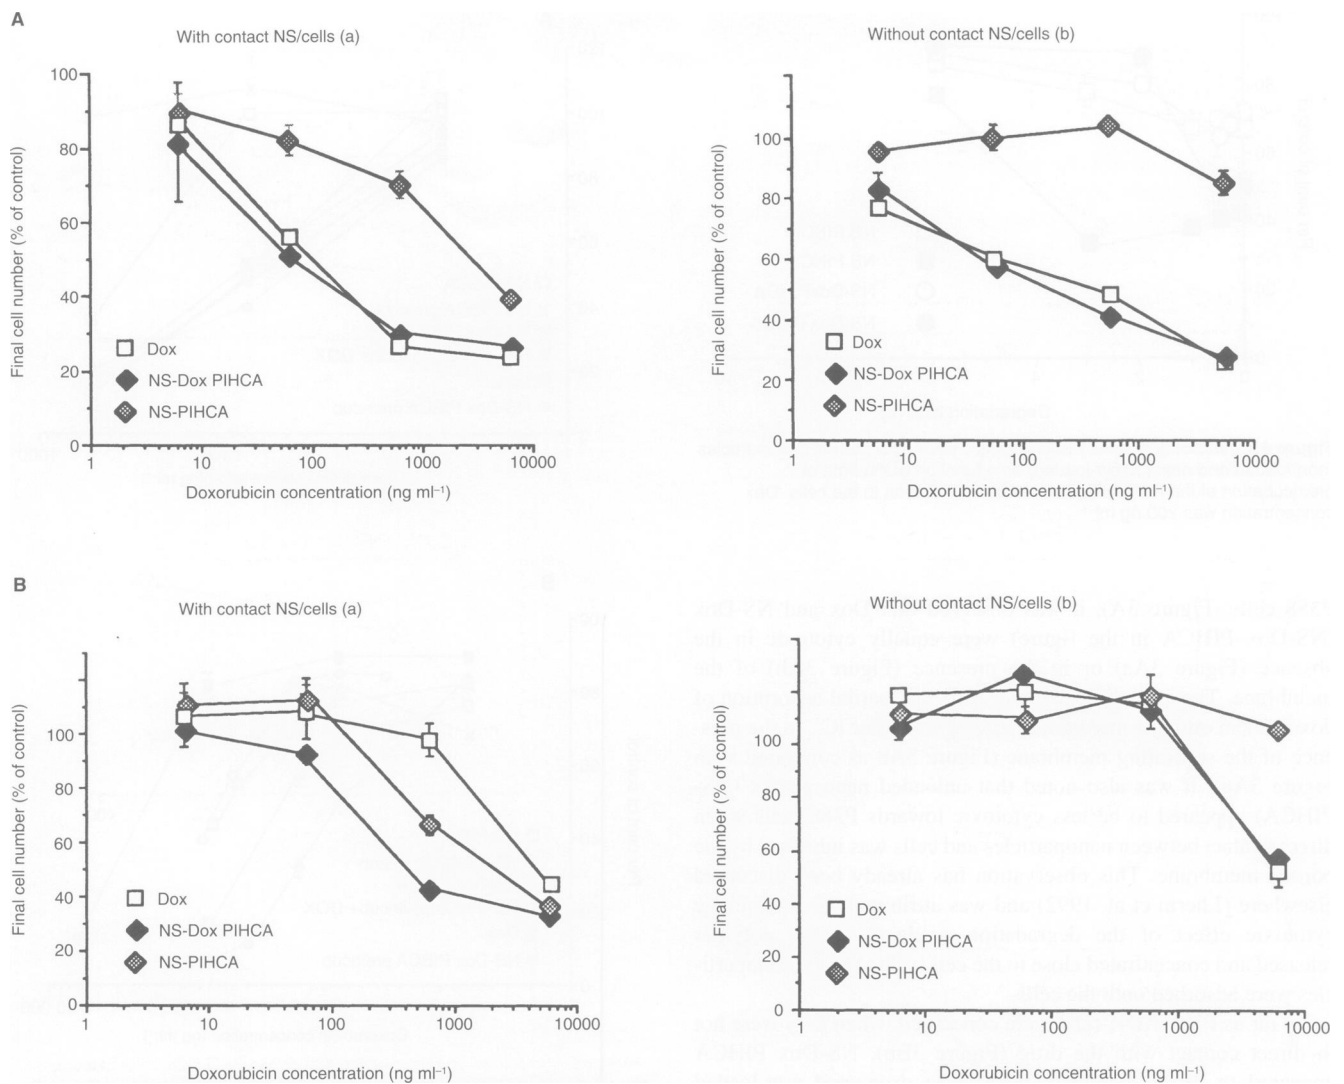 A
With contact NS/cells (a)
Final cell number (% of control)
100
80
60
40
20
0
Dox
NS-Dox PIHCA
NS-PIHCA
1 10 100 1000 10000
Doxorubicin concentration (ng ml⁻¹)
Without contact NS/cells (b)
Final cell number (% of control)
100
80
60
40
20
0
Dox
NS-Dox PIHCA
NS-PIHCA
1 10 100 1000 10000
Doxorubicin concentration (ng ml⁻¹)
B
With contact NS/cells (a)
Final cell number (% of control)
100
80
60
40
20
0
Dox
NS-Dox PIHCA
NS-PIHCA
1 10 100 1000 10000
Doxorubicin concentration (ng ml⁻¹)
Without contact NS/cells (b)
Final cell number (% of control)
100
80
60
40
20
0
Dox
NS-Dox PIHCA
NS-PIHCA
1 10 100 1000 10000
Doxorubicin concentration (ng ml⁻¹)